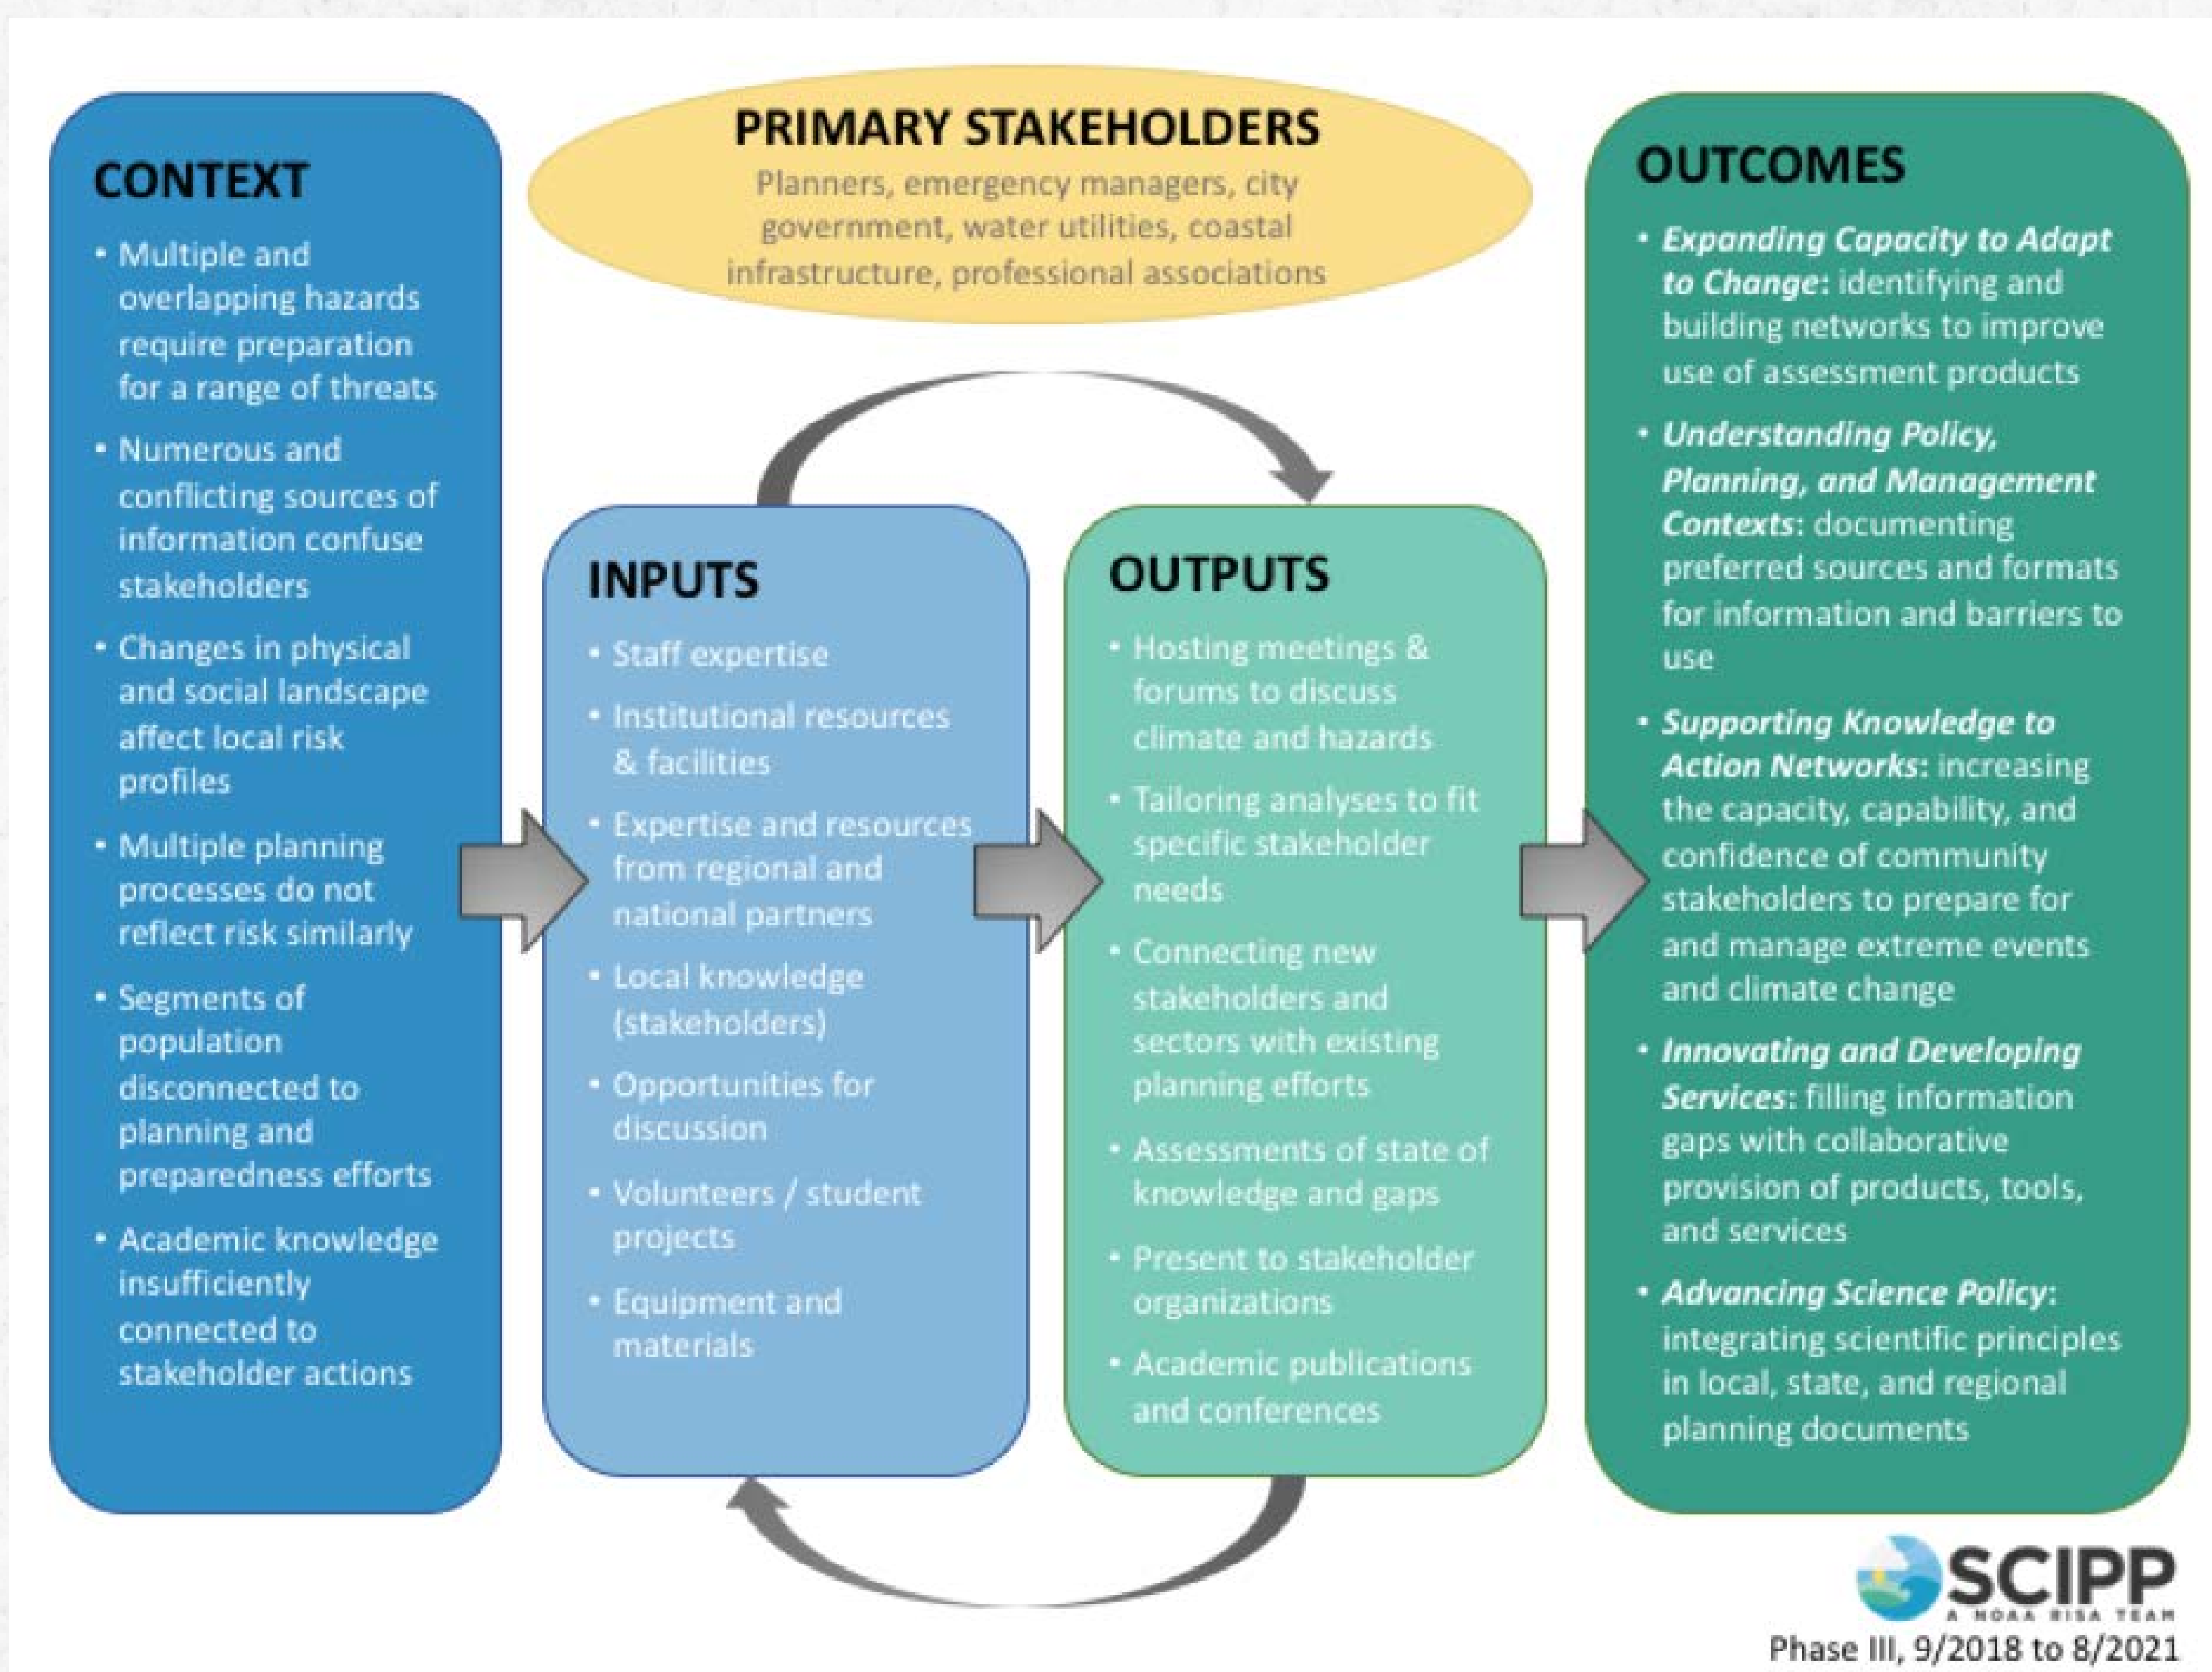 PRIMARY STAKEHOLDERS
Planners, emergency managers, city
government, water utilities, coastal
infrastructure, professional associations
CONTEXT
• Multiple and
overlapping hazards
require preparation
for a range of threats
• Numerous and
conflicting sources of
information confuse
stakeholders
• Changes in physical
and social landscape
affect local risk
profiles
• Multiple planning
processes do not
reflect risk similarly
• Segments of
population
disconnected to
planning and
preparedness efforts
• Academic knowledge
insufficiently
connected to
stakeholder actions
INPUTS
• Staff expertise
• Institutional resources
& facilities
• Expertise and resources
from regional and
national partners
• Local knowledge
(stakeholders)
• Opportunities for
discussion
• Volunteers / student
projects
• Equipment and
materials
OUTPUTS
• Hosting meetings &
forums to discuss
climate and hazards
• Tailoring analyses to fit
specific stakeholder
needs
• Connecting new
stakeholders and
sectors with existing
planning efforts
• Assessments of state of
knowledge and gaps
• Present to stakeholder
organizations
• Academic publications
and conferences
OUTCOMES
• Expanding Capacity to Adapt
to Change: identifying and
building networks to improve
use of assessment products
• Understanding Policy,
Planning, and Management
Contexts: documenting
preferred sources and formats
for information and barriers to
use
• Supporting Knowledge to
Action Networks: increasing
the capacity, capability, and
confidence of community
stakeholders to prepare for
and manage extreme events
and climate change
• Innovating and Developing
Services: filling information
gaps with collaborative
provision of products, tools,
and services
• Advancing Science Policy:
integrating scientific principles
in local, state, and regional
planning documents
SCIPP
A NOAA RISA TEAM
Phase III, 9/2018 to 8/2021